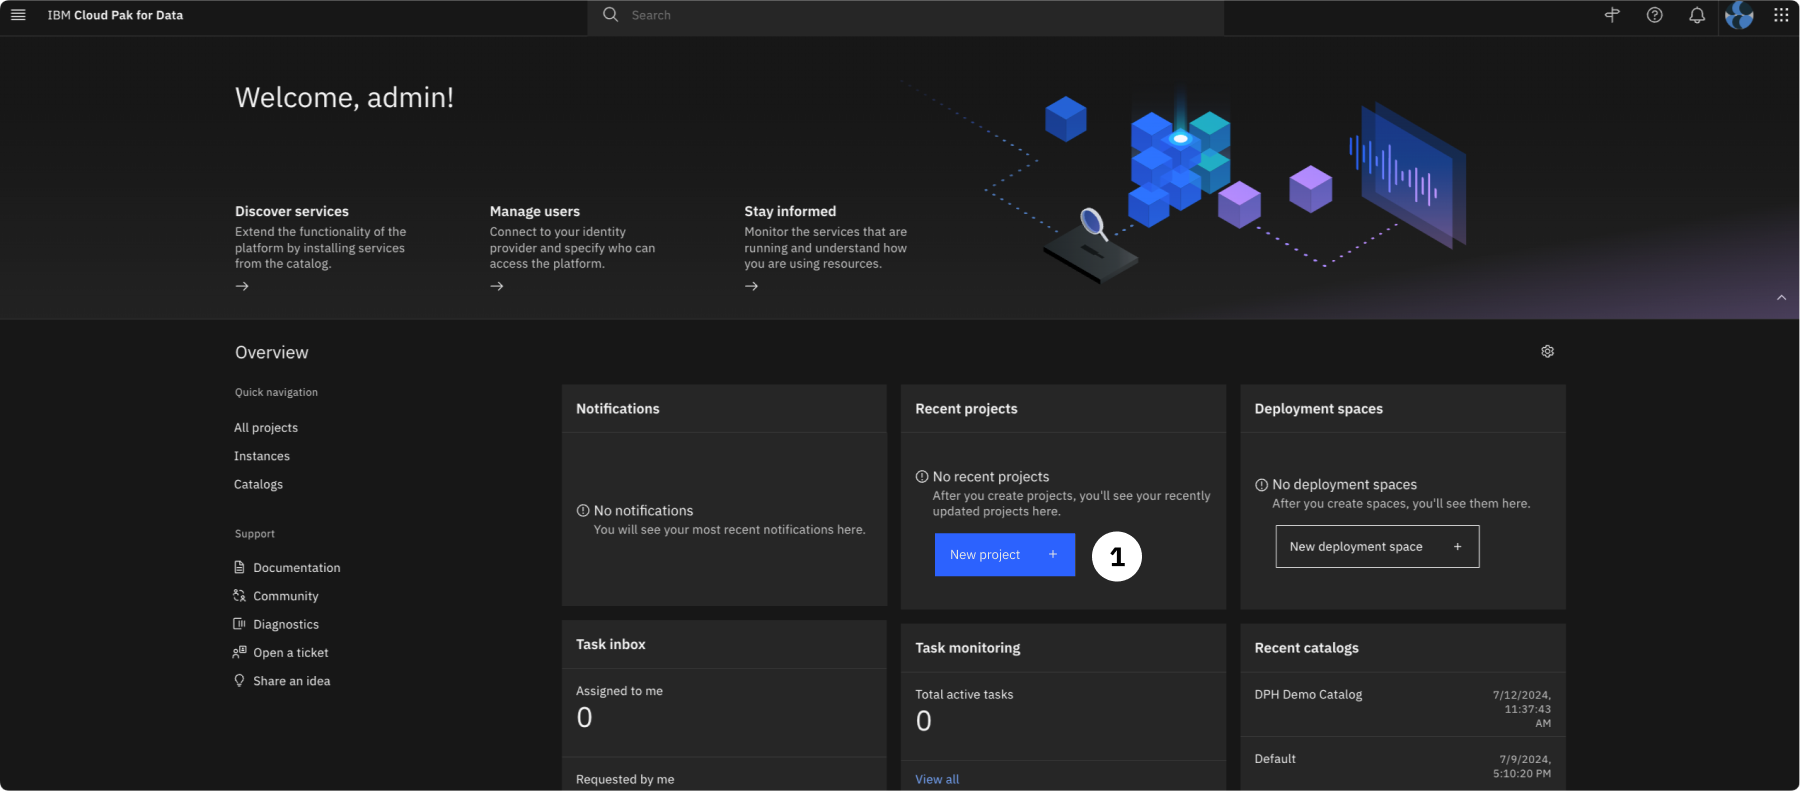 IBM Cloud Pak for Data
Search
Welcome, admin!
Discover services
Extend the functionality of the
platform by installing services
from the catalog.
Manage users
Connect to your identity
provider and specify who can
access the platform.
Stay informed
Monitor the services that are
running and understand how
you are using resources.
Overview
Quick navigation
All projects
Instances
Catalogs
Support
Documentation
Community
Diagnostics
Open a ticket
Share an idea
Notifications
No notifications
You will see your most recent notifications here.
Recent projects
No recent projects
After you create projects, you'll see your recently
updated projects here.
New project +
1
Deployment spaces
No deployment spaces
After you create spaces, you'll see them here.
New deployment space +
Task inbox
Assigned to me
0
Requested by me
Task monitoring
Total active tasks
0
View all
Recent catalogs
DPH Demo Catalog
7/12/2024,
11:37:43
AM
Default
7/9/2024,
5:10:20 PM